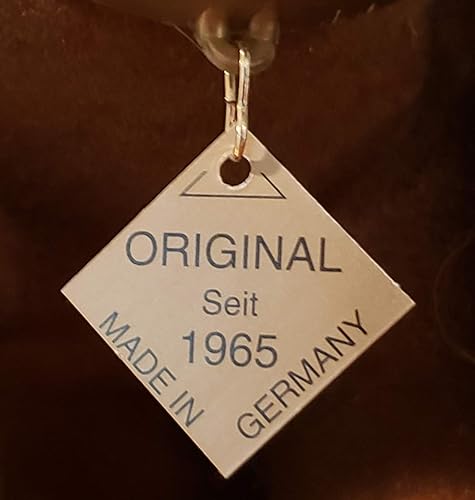 ORIGINAL
Seit
1965
MADE IN
GERMANY